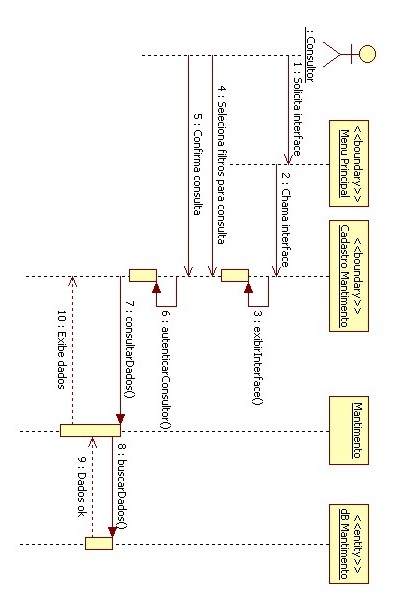 : Consultor
<<boundary>>
Menu Principal
<<boundary>>
Cadastro Mantimento
Mantimento
<<entity>>
dB Mantimento
1 : Solicita interface
2 : Chama interface
3 : exibirInterface()
4 : Seleciona filtros para consulta
5 : Confirma consulta
6 : autenticarConsultor()
7 : consultarDados()
8 : buscarDados()
9 : Dados ok
10 : Exibe dados